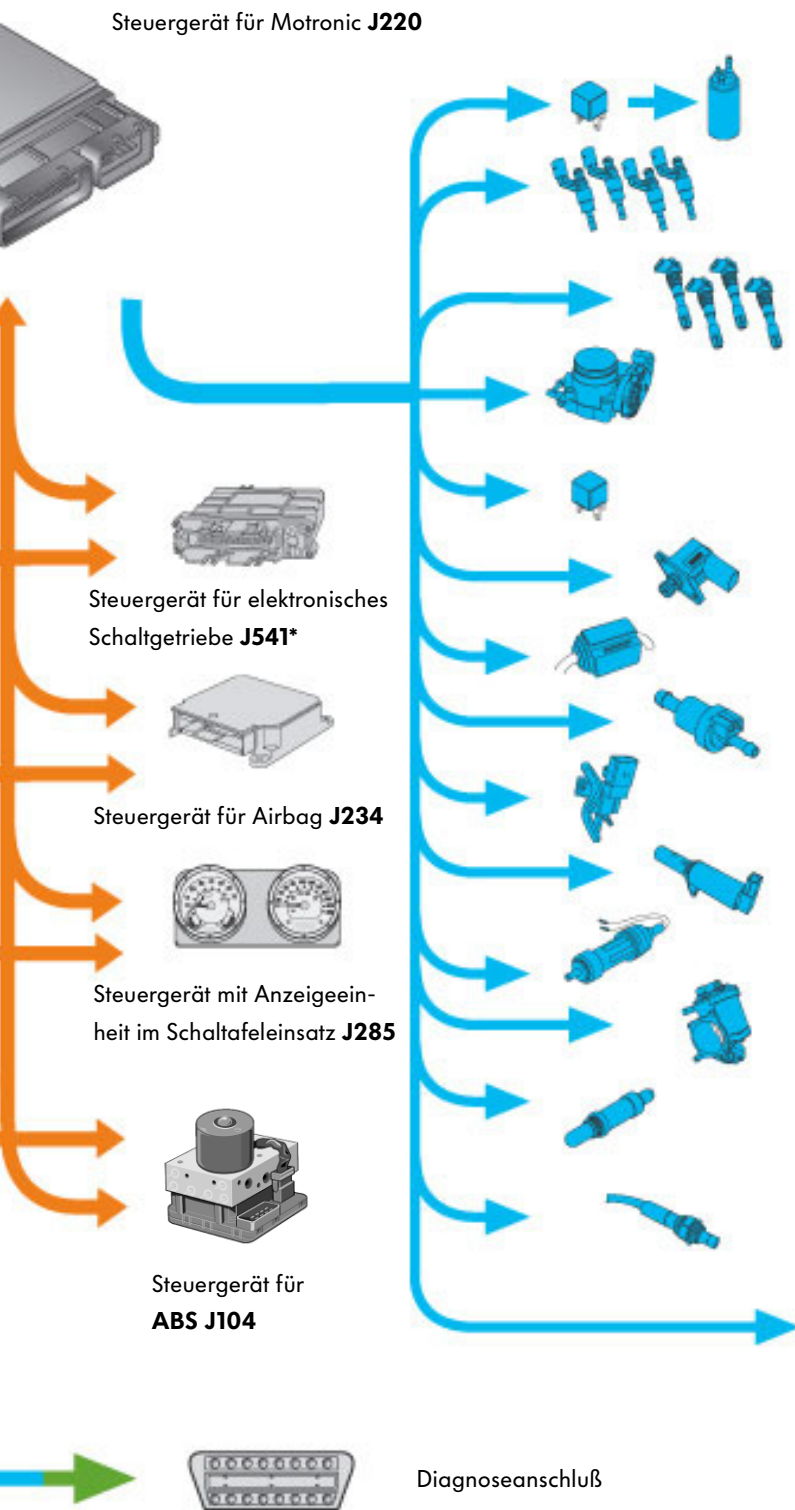 Steuergerät für Motronic J220
Steuergerät für elektronisches
Schaltgetriebe J541*
Steuergerät für Airbag J234
Steuergerät mit Anzeigeein-
heit im Schaltafeleinsatz J285
Steuergerät für
ABS J104
Diagnoseanschluß